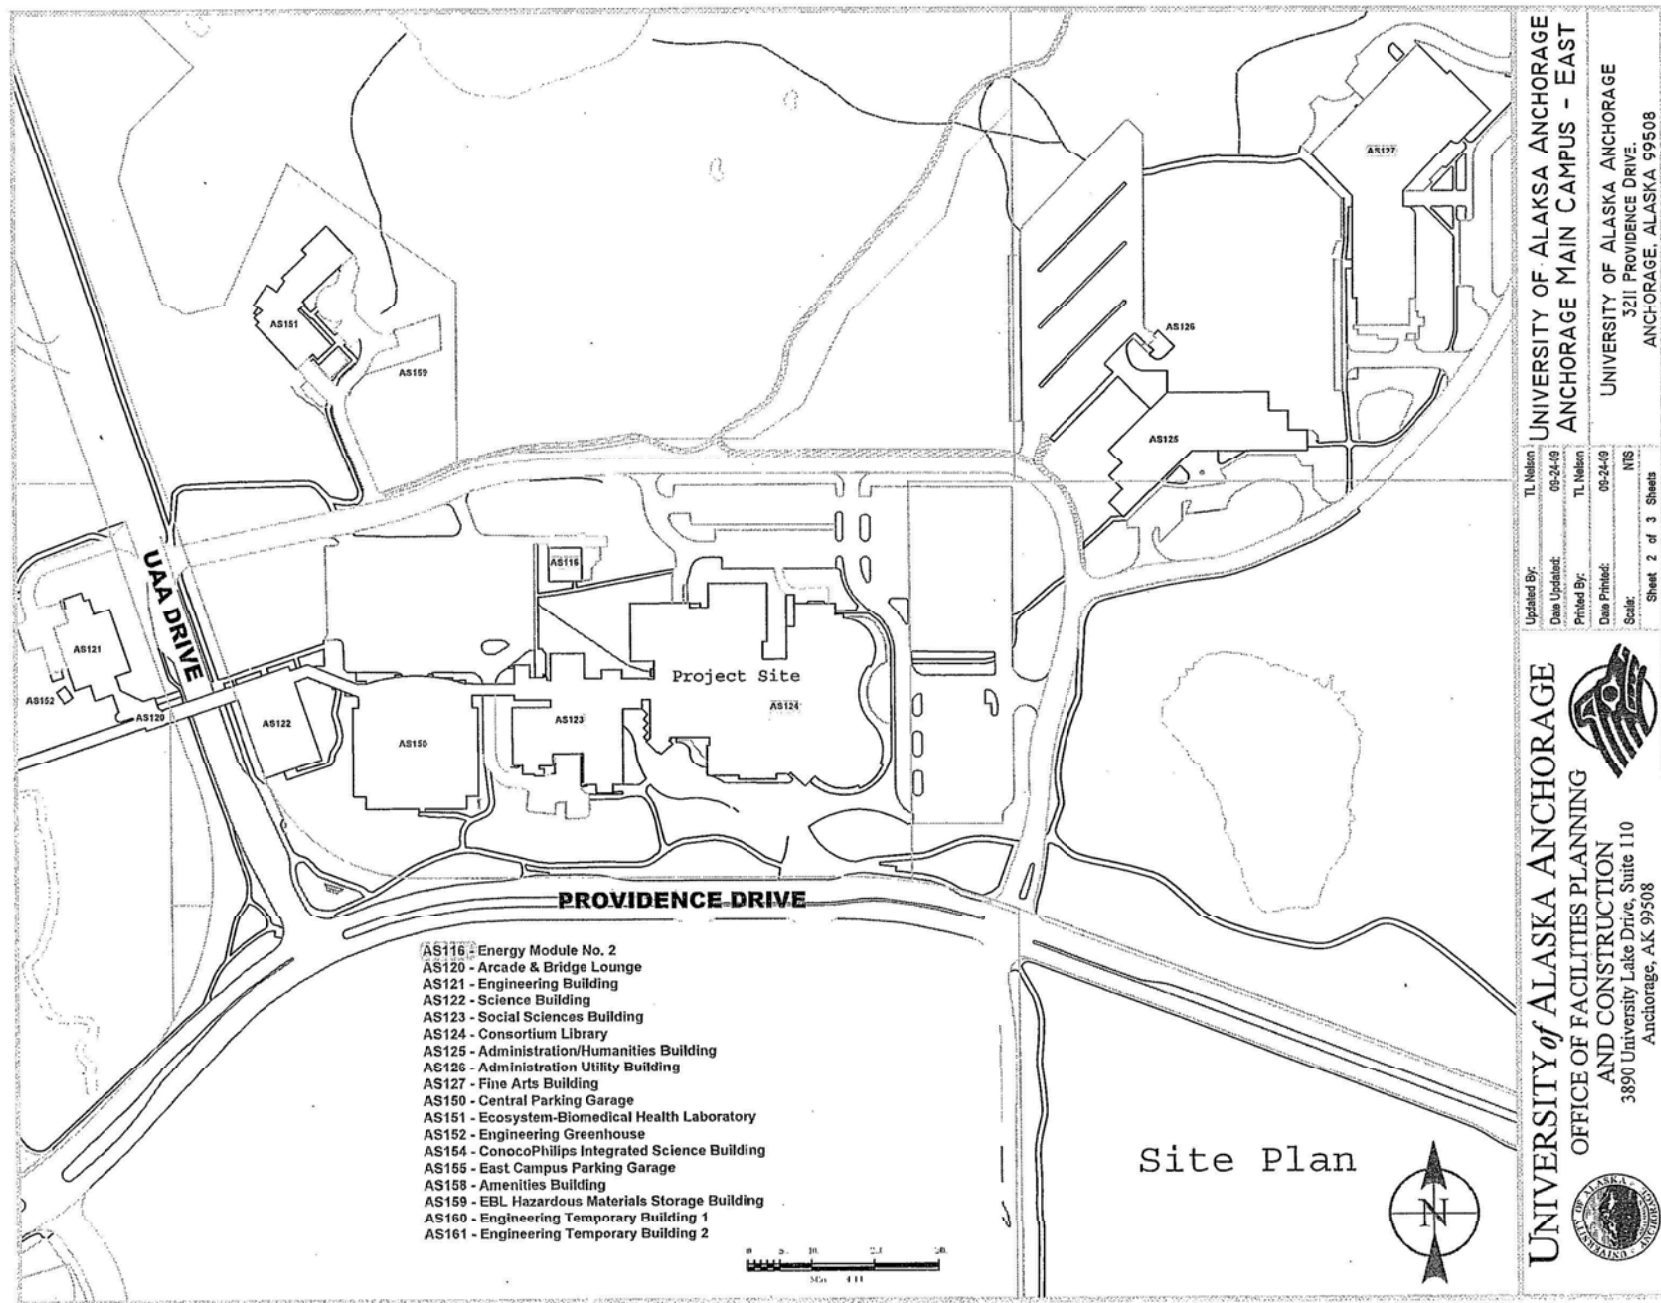 AS151
AS159
AS127
AS126
AS125
UAA DRIVE
AS116
AS121
AS152
AS120
AS122
AS150
AS123
Project Site
AS124
PROVIDENCE DRIVE
AS116 - Energy Module No. 2
AS120 - Arcade & Bridge Lounge
AS121 - Engineering Building
AS122 - Science Building
AS123 - Social Sciences Building
AS124 - Consortium Library
AS125 - Administration/Humanities Building
AS126 - Administration Utility Building
AS127 - Fine Arts Building
AS150 - Central Parking Garage
AS151 - Ecosystem-Biomedical Health Laboratory
AS152 - Engineering Greenhouse
AS154 - ConocoPhilips Integrated Science Building
AS155 - East Campus Parking Garage
AS158 - Amenities Building
AS159 - EBL Hazardous Materials Storage Building
AS160 - Engineering Temporary Building 1
AS161 - Engineering Temporary Building 2
Site Plan
N
UNIVERSITY OF ALAKSA ANCHORAGE
ANCHORAGE MAIN CAMPUS - EAST
UNIVERSITY OF ALASKA ANCHORAGE
3211 PROVIDENCE DRIVE.
ANCHORAGE, ALASKA 99508
Updated By: TL Nelson
Date Updated: 09-24-09
Printed By: TL Nelson
Date Printed: 09-24-09
Scale: NTS
Sheet 2 of 3 Sheets
UNIVERSITY of ALASKA ANCHORAGE
OFFICE OF FACILITIES PLANNING
AND CONSTRUCTION
3890 University Lake Drive, Suite 110
Anchorage, AK 99508
UNIVERSITY OF ALASKA ANCHORAGE